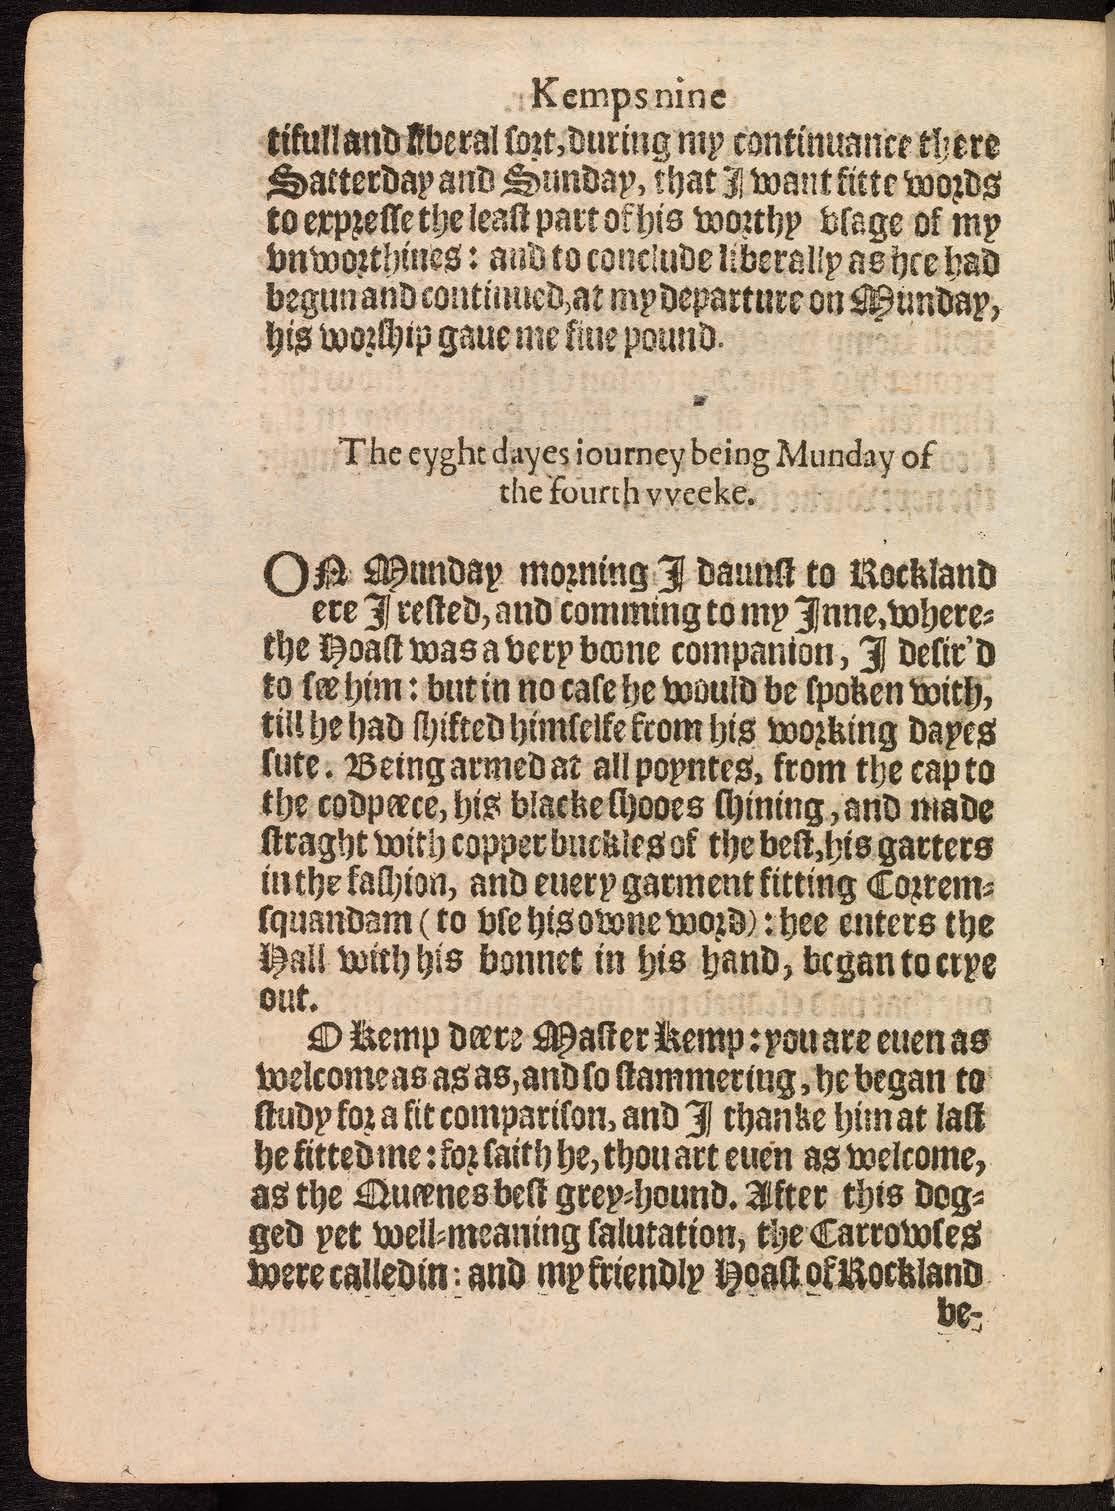 Kemps nine
tifull and liberal ſort, during my continuance there
Satterday and Sunday, that I want fitte words
to expreſſe the leaſt part of his worthy vſage of my
vnworthines: and to conclude liberally as hee had
begun and continued, at my departure on Munday,
his worſhip gaue me fiue pound.
The eyght dayes iourney being Munday of
the fourth vveeke.
ON Munday morning I daunſt to Rockland
ere I reſted, and comming to my Inne, where-
the Hoaſt was a very boone companion, I deſir'd
to ſee him: but in no caſe he would be ſpoken with,
till he had ſhifted himſelfe from his working dayes
ſute. Being armed at all poyntes, from the cap to
the codpeece, his blacke ſhooes ſhining, and made
ſtraght with copper buckles of the beſt, his garters
in the faſhion, and euery garment fitting Correm-
ſquandam (to vſe his owne word): hee enters the
Hall with his bonnet in his hand, began to crye
out.
O Kemp deere Maſter Kemp: you are euen as
welcome as as as, and ſo ſtammering, he began to
ſtudy for a fit compariſon, and I thanke him at laſt
he fitted me: for ſaith he, thou art euen as welcome,
as the Queenes beſt grey-hound. After this dog-
ged yet well-meaning ſalutation, the Carrowſes
were called in: and my friendly Hoaſt of Rockland
be-